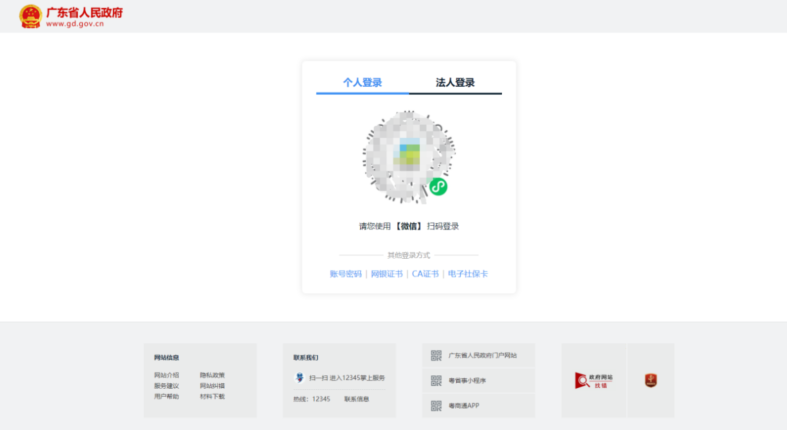 广东省人民政府
www.gd.gov.cn
个人登录 法人登录
请您使用【微信】扫码登录
其他登录方式
账号密码 | 网银证书 | CA证书 | 电子社保卡
网站信息
网站介绍 隐私政策
服务建议 网站纠错
用户帮助 材料下载
联系我们
扫一扫 进入12345掌上服务
热线：12345 联系信息
广东省人民政府门户网站
粤省事小程序
粤商通APP
政府网站
找错